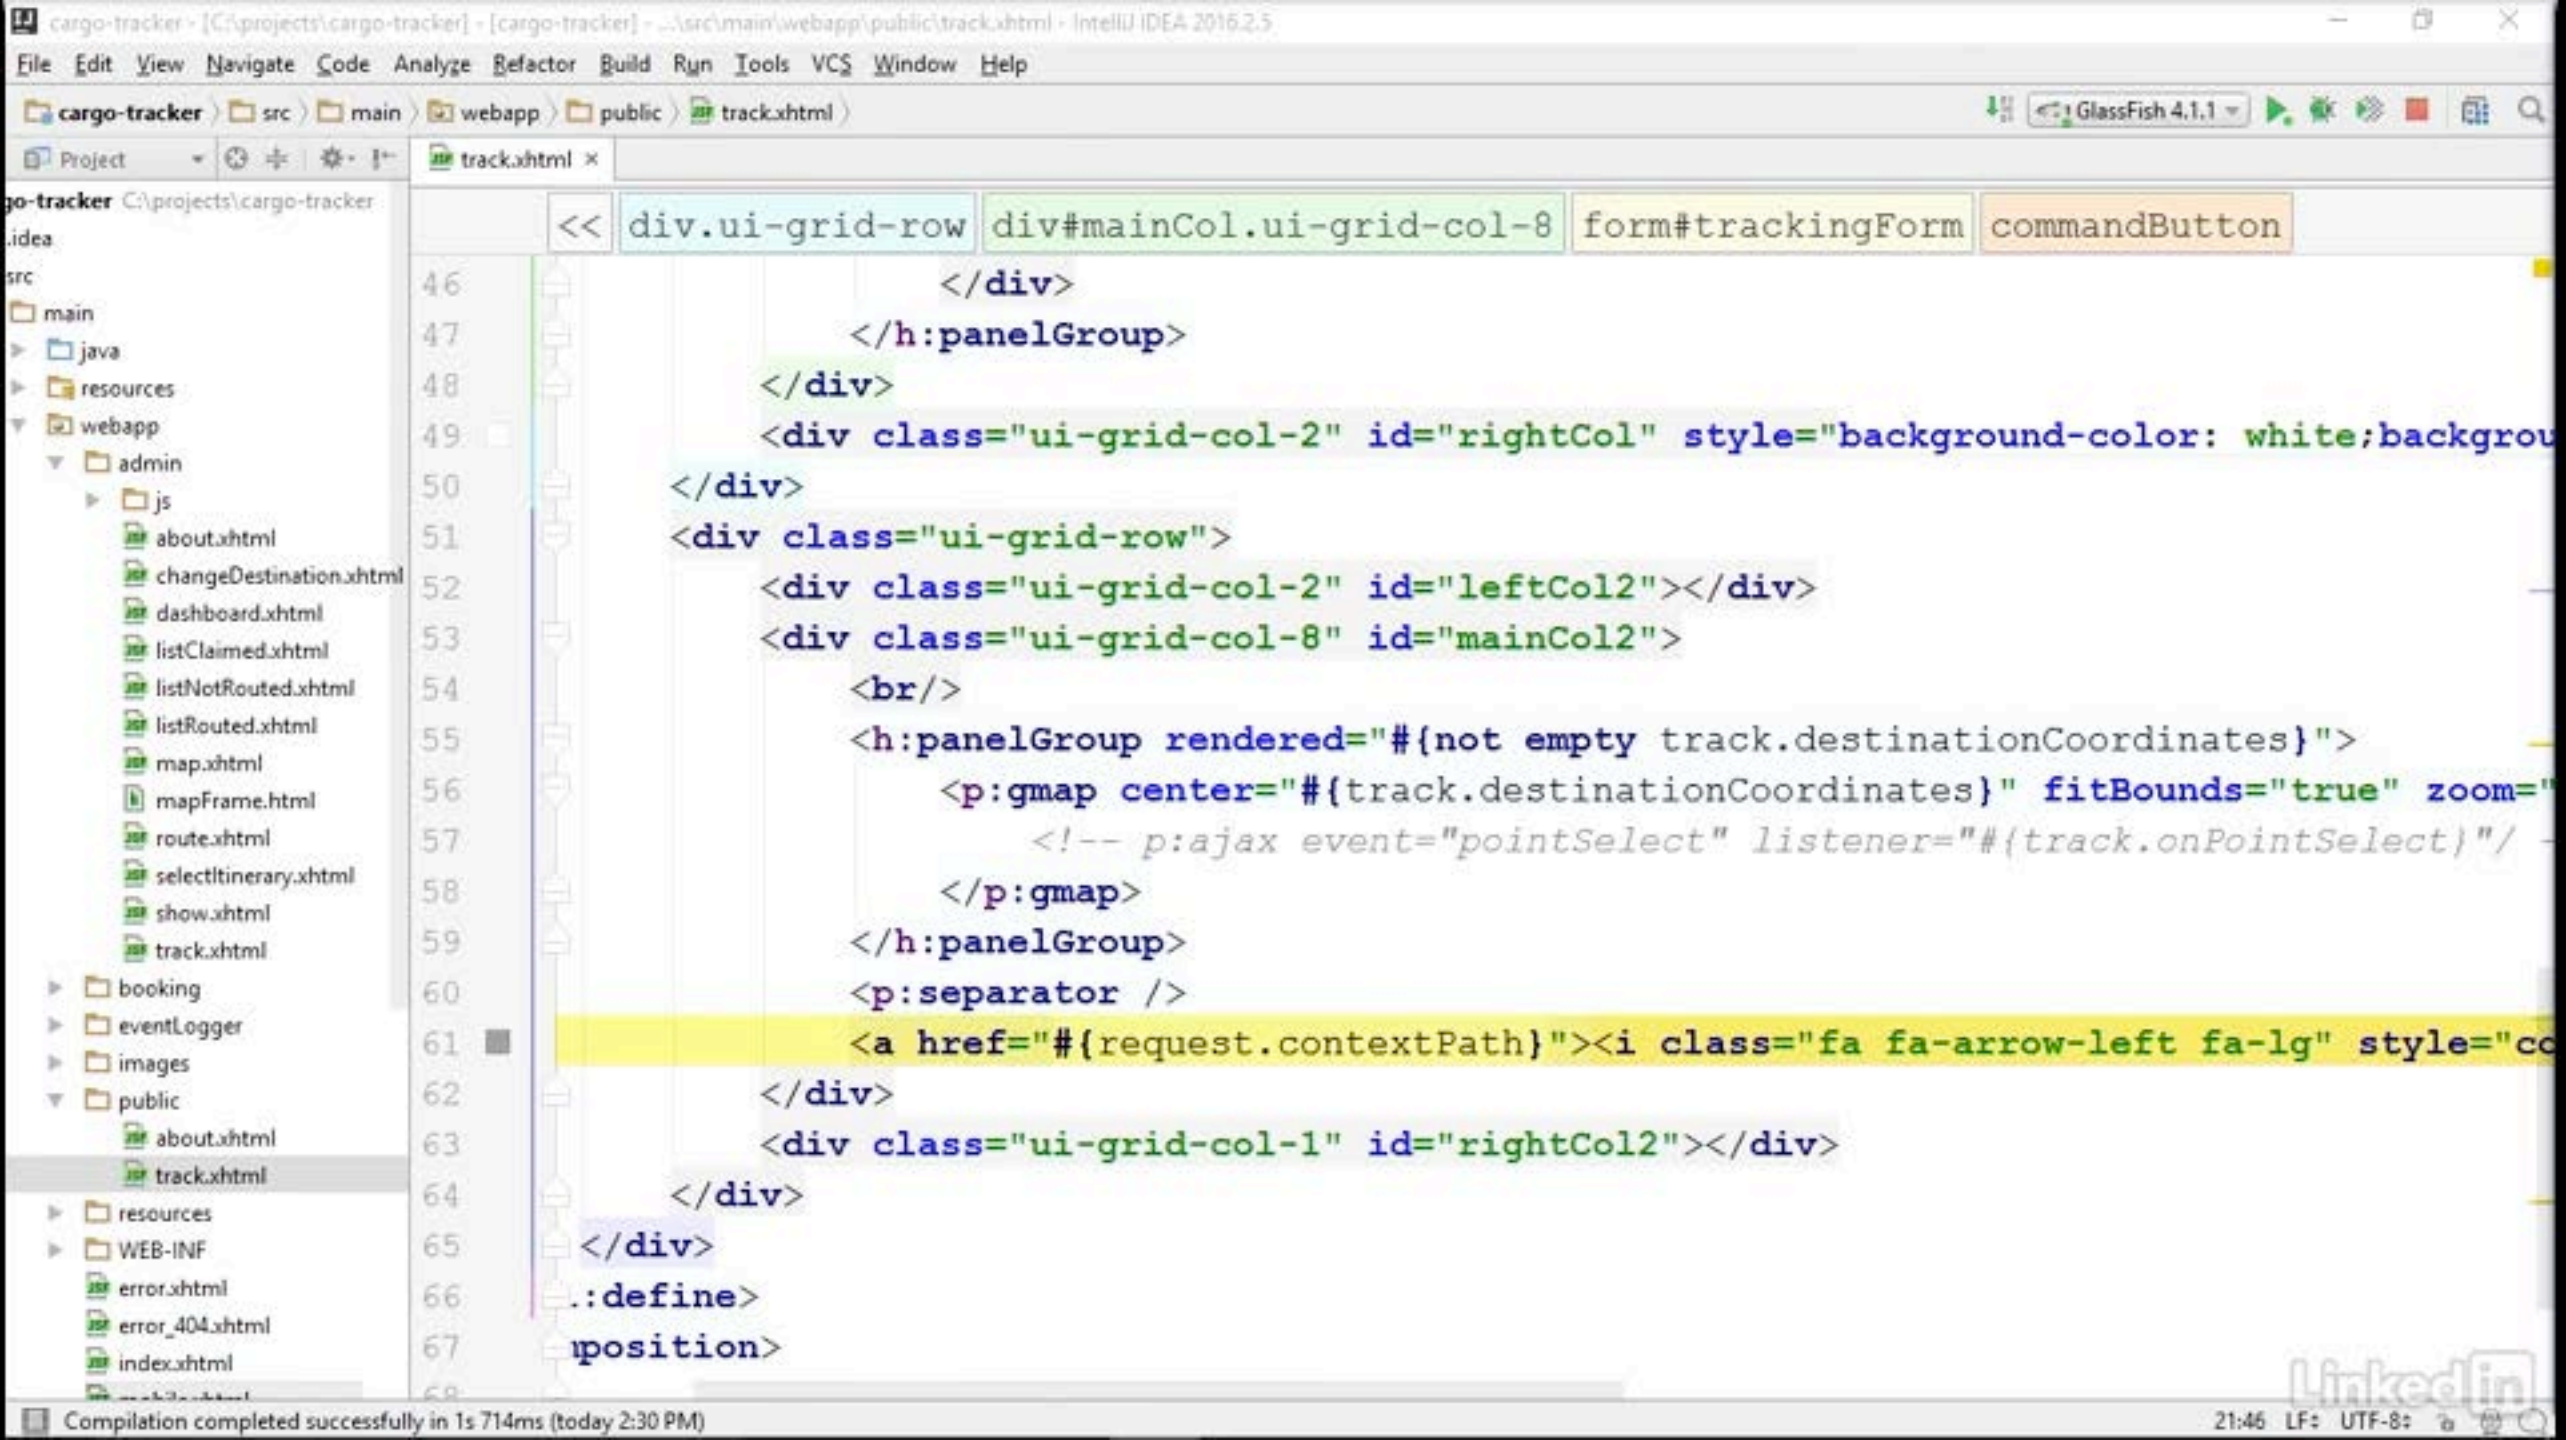 cargo-tracker - [C:\projects\cargo-tracker] - [cargo-tracker] - ...\src\main\webapp\public\track.xhtml - IntelliJ IDEA 2016.2.5
File Edit View Navigate Code Analyze Refactor Build Run Tools VCS Window Help
cargo-tracker src main webapp public track.xhtml GlassFish 4.1.1
Project track.xhtml
go-tracker C:\projects\cargo-tracker
.idea
src
main
java
resources
webapp
admin
js
about.xhtml
changeDestination.xhtml
dashboard.xhtml
listClaimed.xhtml
listNotRouted.xhtml
listRouted.xhtml
map.xhtml
mapFrame.html
route.xhtml
selectItinerary.xhtml
show.xhtml
track.xhtml
booking
eventLogger
images
public
about.xhtml
track.xhtml
resources
WEB-INF
error.xhtml
error_404.xhtml
index.xhtml
<< div.ui-grid-row div#mainCol.ui-grid-col-8 form#trackingForm commandButton
46 </div>
47 </h:panelGroup>
48 </div>
49 <div class="ui-grid-col-2" id="rightCol" style="background-color: white;backgrou
50 </div>
51 <div class="ui-grid-row">
52 <div class="ui-grid-col-2" id="leftCol2"></div>
53 <div class="ui-grid-col-8" id="mainCol2">
54 <br/>
55 <h:panelGroup rendered="#{not empty track.destinationCoordinates}">
56 <p:gmap center="#{track.destinationCoordinates}" fitBounds="true" zoom="
57 <!-- p:ajax event="pointSelect" listener="#{track.onPointSelect}"/
58 </p:gmap>
59 </h:panelGroup>
60 <p:separator />
61 <a href="#{request.contextPath}"><i class="fa fa-arrow-left fa-lg" style="co
62 </div>
63 <div class="ui-grid-col-1" id="rightCol2"></div>
64 </div>
65 </div>
66 .:define>
67 position>
68
Linked in
Compilation completed successfully in 1s 714ms (today 2:30 PM) 21:46 LF: UTF-8: